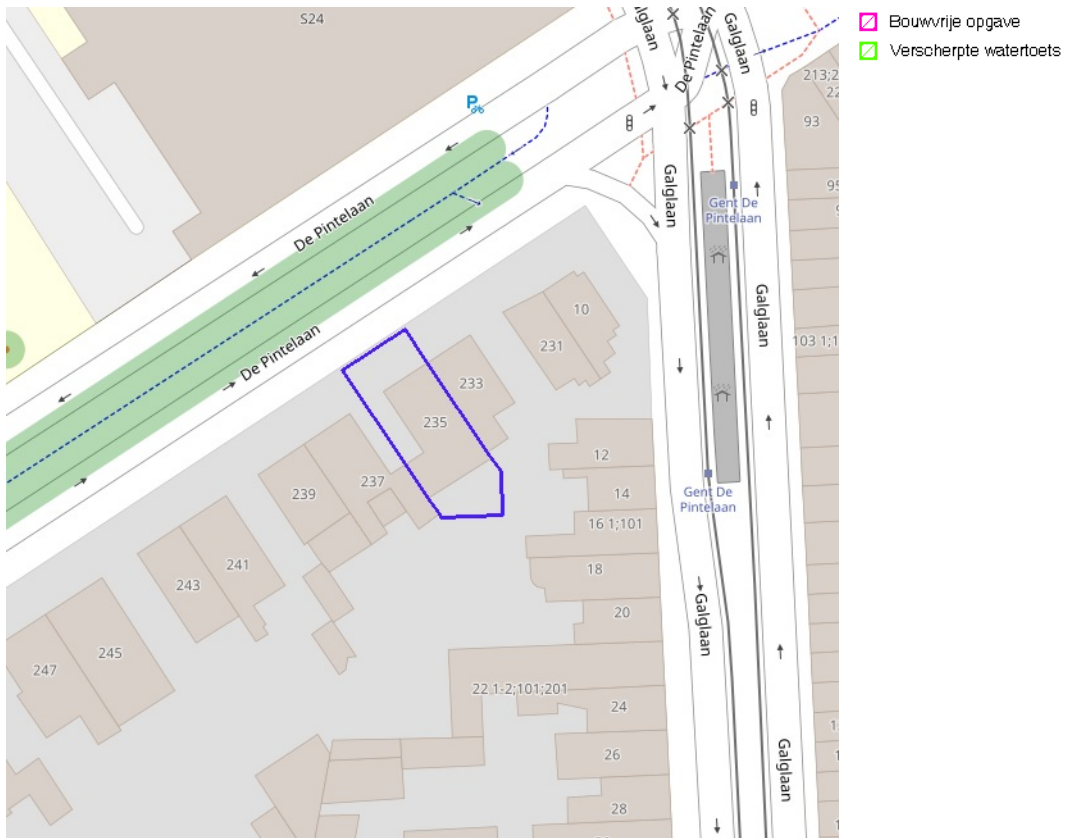 S24
Galglaan
De Pintelaan
Galglaan
Bouwvrije opgave
Verscherpte watertoets
P
213;2
22
93
95
De Pintelaan
Galglaan
Gent De
Pintelaan
De Pintelaan
Galglaan
10
231
103 1;1
233
235
237
239
12
14
Gent De
Pintelaan
16 1;101
18
20
241
243
Galglaan
245
247
22 1-2;101;201
24
26
Galglaan
28